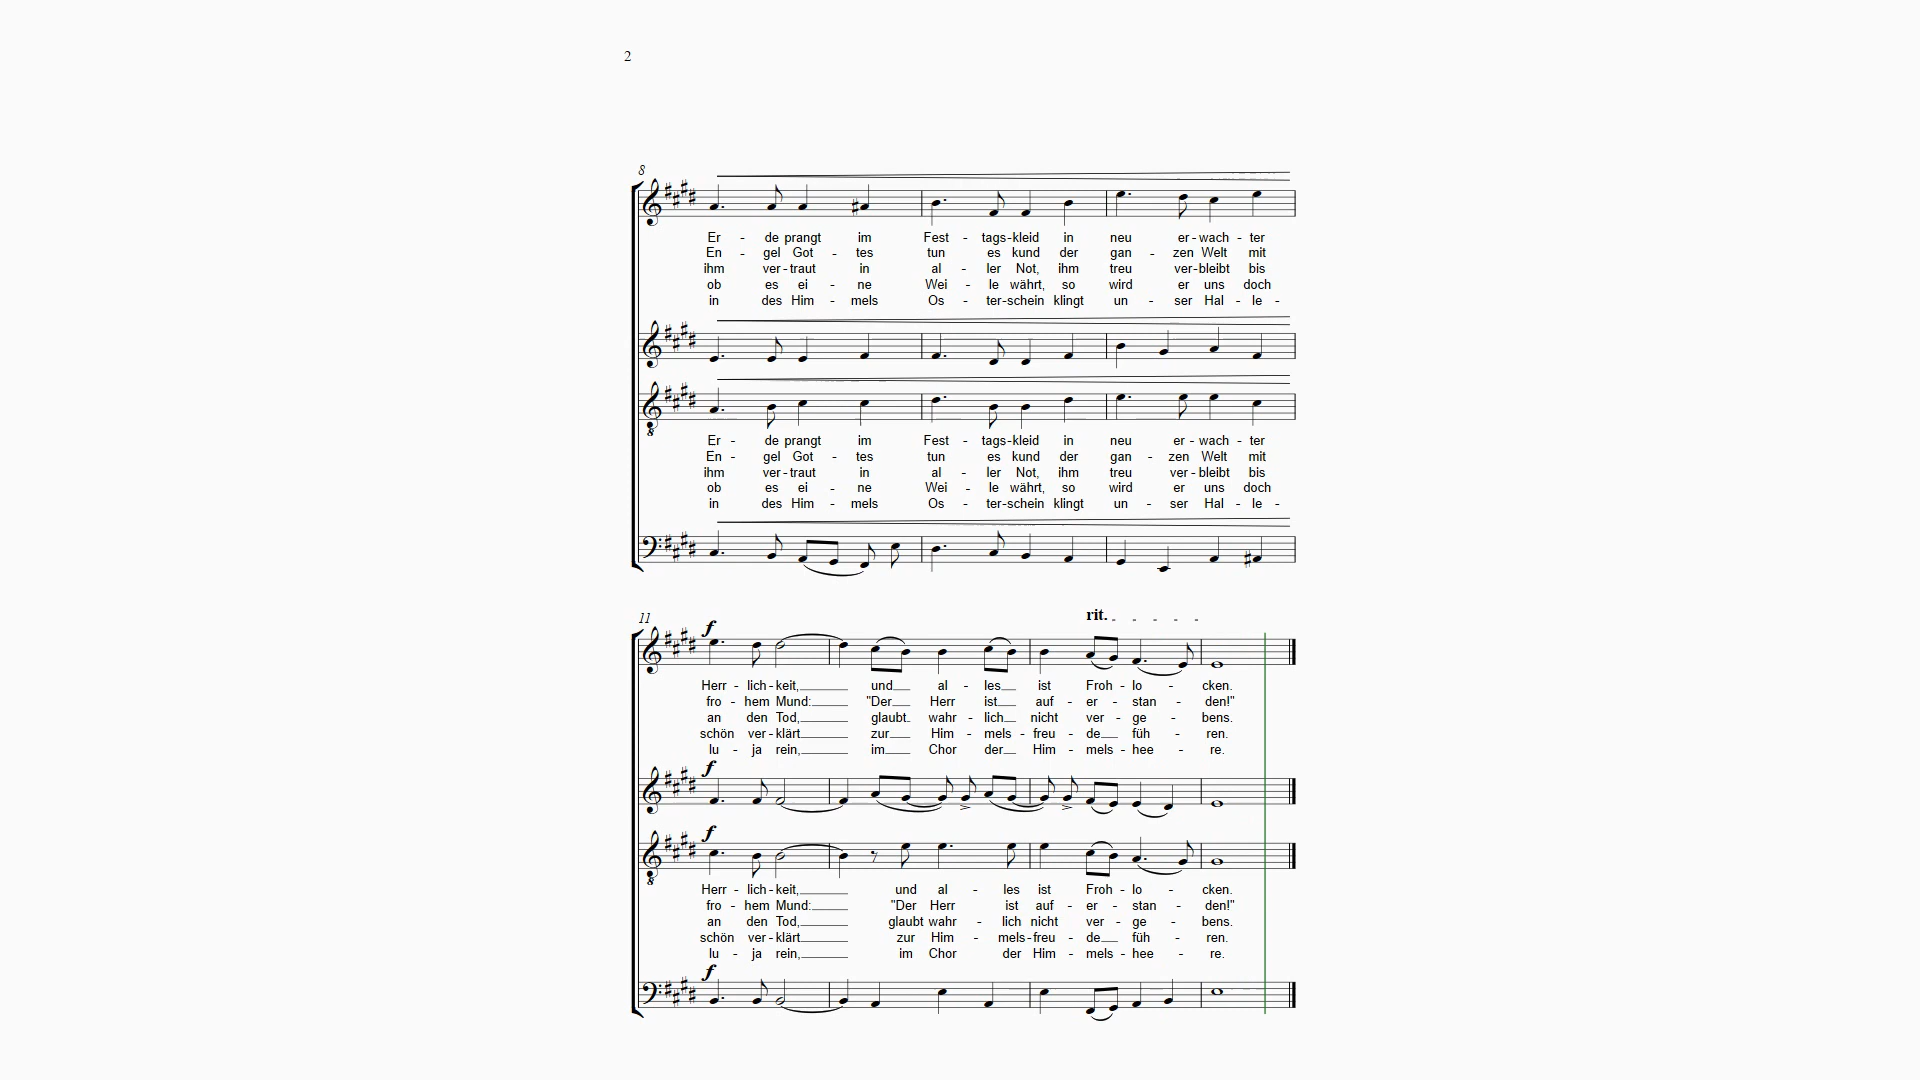 2
8
Er - de prangt im Fest - tags - kleid in neu er - wach - ter
En - gel Got - tes tun es kund der gan - zen Welt mit
ihm ver - traut in al - ler Not, ihm treu ver - bleibt bis
ob es ei - ne Wei - le währt, so wird er uns doch
in des Him - mels Os - ter - schein klingt un - ser Hal - le -
8
Er - de prangt im Fest - tags - kleid in neu er - wach - ter
En - gel Got - tes tun es kund der gan - zen Welt mit
ihm ver - traut in al - ler Not, ihm treu ver - bleibt bis
ob es ei - ne Wei - le währt, so wird er uns doch
in des Him - mels Os - ter - schein klingt un - ser Hal - le -
11
rit.
f
Herr - lich - keit, und al - les ist Froh - lo - cken.
fro - hem Mund: "Der Herr ist auf - er - stan - den!"
an den Tod, glaubt wahr - lich nicht ver - ge - bens.
schön ver - klärt zur Him - mels - freu - de füh - ren.
lu - ja rein, im Chor der Him - mels - hee - re.
f
f
8
Herr - lich - keit, und al - les ist Froh - lo - cken.
fro - hem Mund: "Der Herr ist auf - er - stan - den!"
an den Tod, glaubt wahr - lich nicht ver - ge - bens.
schön ver - klärt zur Him - mels - freu - de füh - ren.
lu - ja rein, im Chor der Him - mels - hee - re.
f